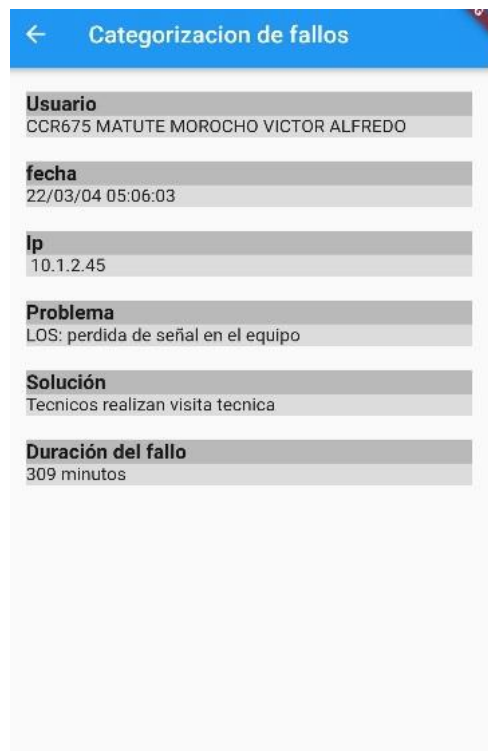 Categorizacion de fallos
Usuario
CCR675 MATUTE MOROCHO VICTOR ALFREDO
fecha
22/03/04 05:06:03
Ip
10.1.2.45
Problema
LOS: perdida de señal en el equipo
Solución
Tecnicos realizan visita tecnica
Duración del fallo
309 minutos